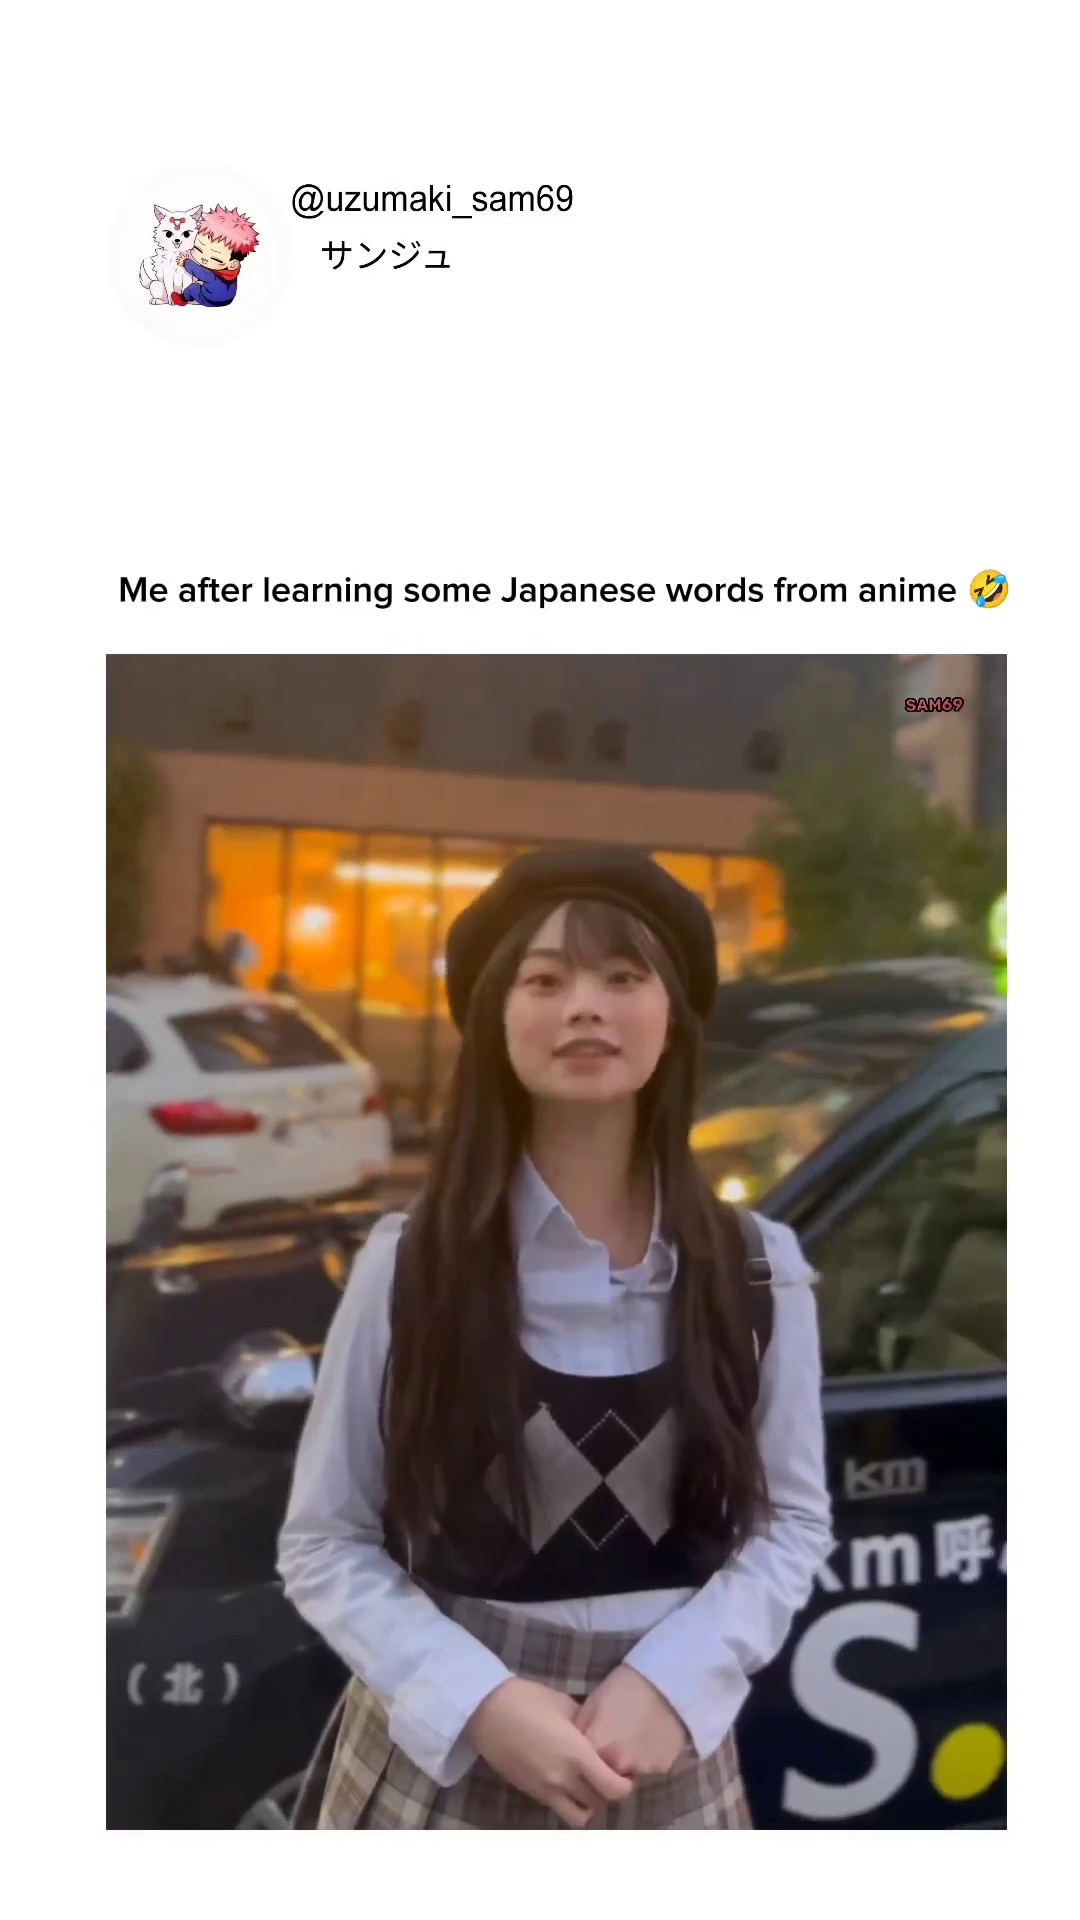 @uzumaki_sam69
サンジュ
Me after learning some Japanese words from anime 🤣
SAM69
km
km 呼
S.
(北)